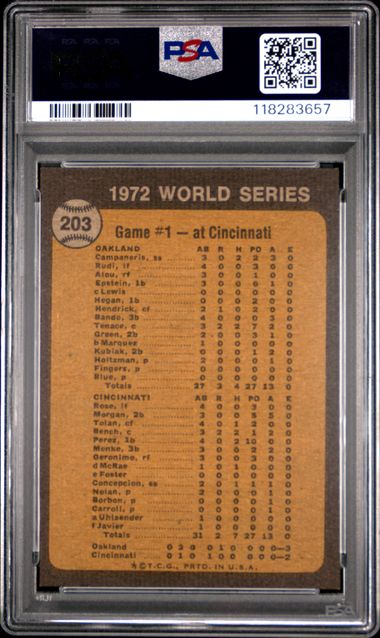 PSA
118283657
1972 WORLD SERIES
203
Game #1 — at Cincinnati
OAKLAND AB R H PO A E
Campaneris, ss 3 0 2 2 3 0
Rudi, lf 4 0 0 3 0 0
Alou, rf 3 0 0 1 0 0
Epstein, 1b 3 0 0 6 1 0
c Lewis 0 0 0 0 0 0
Hegan, 1b 0 0 0 2 0 0
Hendrick, cf 2 1 0 2 0 0
Bando, 3b 4 0 0 0 3 0
Tenace, c 3 2 2 7 2 0
Green, 2b 2 0 0 3 1 0
b Marquez 1 0 0 0 0 0
Kubiak, 2b 0 0 0 1 2 0
Holtzman, p 2 0 0 0 1 0
Fingers, p 0 0 0 0 0 0
Blue, p 0 0 0 0 0 0
Totals 27 3 4 27 13 0
CINCINNATI AB R H PO A E
Rose, lf 4 0 0 3 0 0
Morgan, 2b 2 0 0 5 5 0
Tolan, cf 4 0 1 2 0 0
Bench, c 3 2 2 1 2 0
Perez, 1b 4 0 2 10 0 0
Menke, 3b 3 0 0 2 2 0
Geronimo, rf 3 0 0 3 0 0
d McRae 1 0 1 0 0 0
e Foster 0 0 0 0 0 0
Concepcion, ss 2 0 1 1 1 0
Nolan, p 2 0 0 0 2 0
Borbon, p 0 0 0 0 1 0
Carroll, p 0 0 0 0 0 0
a Uhlaender 1 0 0 0 0 0
f Javier 1 0 0 0 0 0
Totals 31 2 7 27 13 0
Oakland 0 2 0 0 1 0 0 0 0—3
Cincinnati 0 1 0 1 0 0 0 0 0—2
★©T.C.G., PRTD. IN U.S.A.
PSA